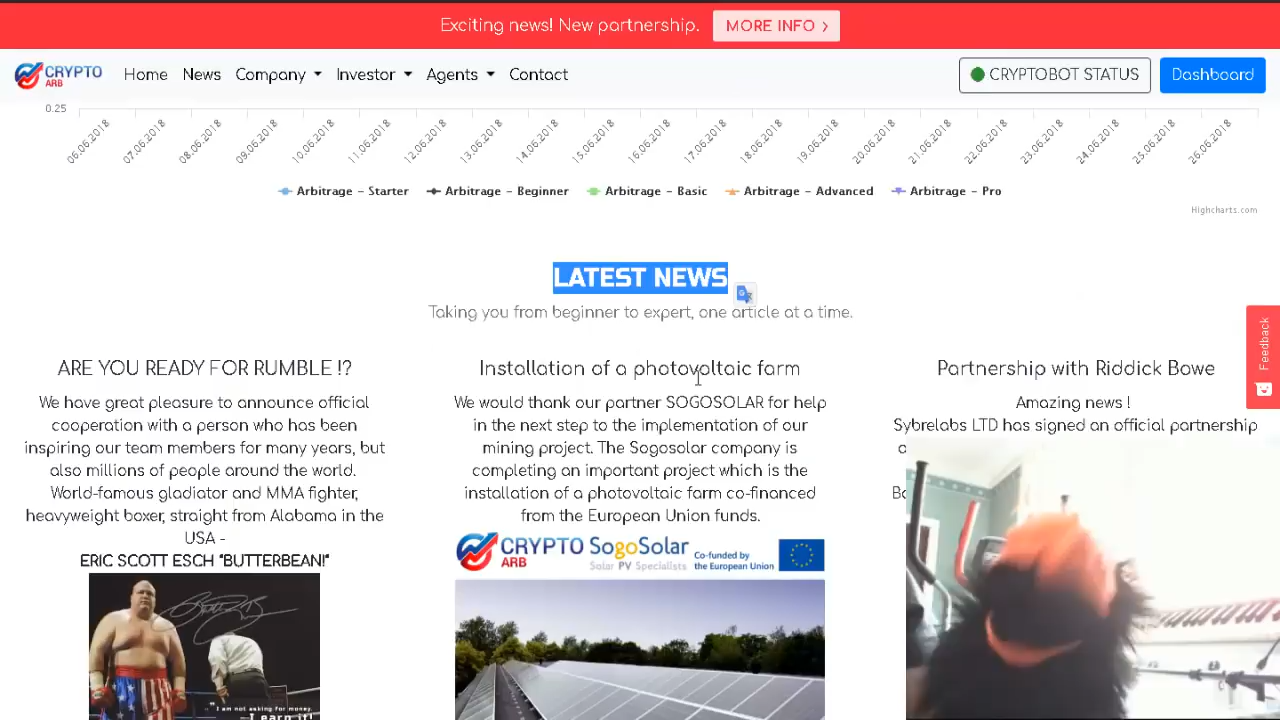 Exciting news! New partnership. MORE INFO >
CRYPTO ARB Home News Company Investor Agents Contact CRYPTOBOT STATUS Dashboard
0.25
06.06.2018 07.06.2018 08.06.2018 09.06.2018 10.06.2018 11.06.2018 12.06.2018 13.06.2018 14.06.2018 15.06.2018 16.06.2018 17.06.2018 18.06.2018 19.06.2018 20.06.2018 21.06.2018 22.06.2018 23.06.2018 24.06.2018 25.06.2018 26.06.2018
Arbitrage - Starter Arbitrage - Beginner Arbitrage - Basic Arbitrage - Advanced Arbitrage - Pro
Highcharts.com
LATEST NEWS
Taking you from beginner to expert, one article at a time.
Feedback
ARE YOU READY FOR RUMBLE !?
We have great pleasure to announce official
cooperation with a person who has been
inspiring our team members for many years, but
also millions of people around the world.
World-famous gladiator and MMA fighter,
heavyweight boxer, straight from Alabama in the
USA -
ERIC SCOTT ESCH "BUTTERBEAN!"
"I am not asking for money.
I earn it!
Installation of a photovoltaic farm
We would thank our partner SOGOSOLAR for help
in the next step to the implementation of our
mining project. The Sogosolar company is
completing an important project which is the
installation of a photovoltaic farm co-financed
from the European Union funds.
CRYPTO ARB SogoSolar Solar PV Specialists Co-funded by the European Union
Partnership with Riddick Bowe
Amazing news !
Sybrelabs LTD has signed an official partnership